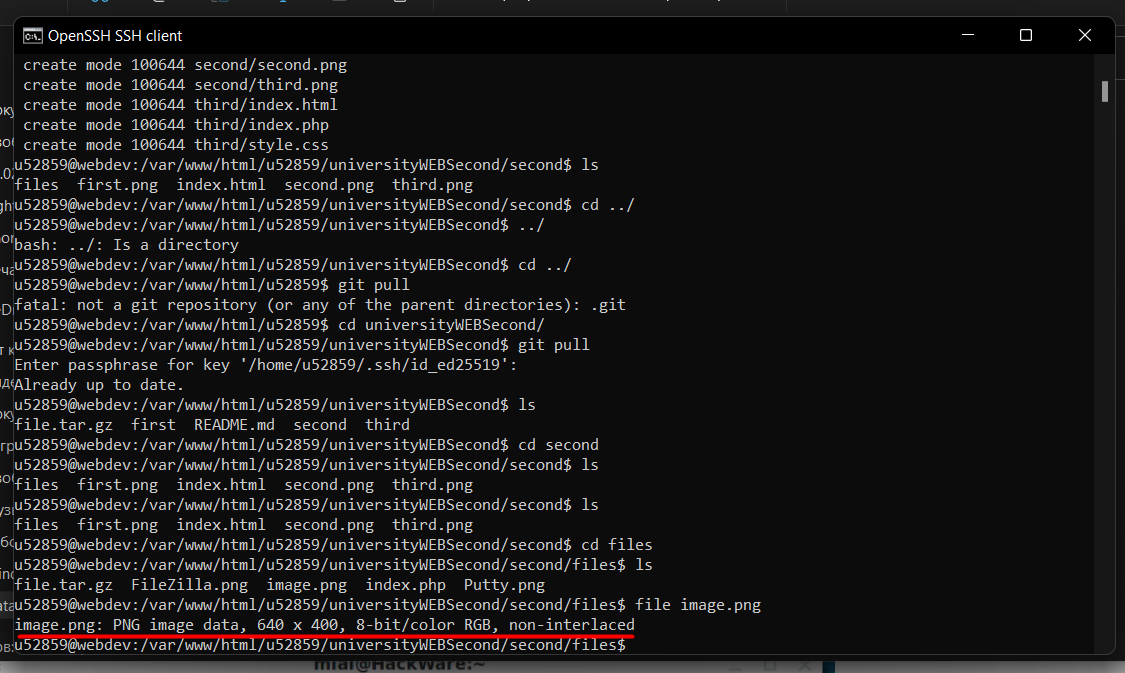 OpenSSH SSH client
create mode 100644 second/second.png
create mode 100644 second/third.png
create mode 100644 third/index.html
create mode 100644 third/index.php
create mode 100644 third/style.css
u52859@webdev:/var/www/html/u52859/universityWEBSecond/second$ ls
files  first.png  index.html  second.png  third.png
u52859@webdev:/var/www/html/u52859/universityWEBSecond/second$ cd ../
u52859@webdev:/var/www/html/u52859/universityWEBSecond$ ../
bash: ../: Is a directory
u52859@webdev:/var/www/html/u52859/universityWEBSecond$ cd ../
u52859@webdev:/var/www/html/u52859$ git pull
fatal: not a git repository (or any of the parent directories): .git
u52859@webdev:/var/www/html/u52859$ cd universityWEBSecond/
u52859@webdev:/var/www/html/u52859/universityWEBSecond$ git pull
Enter passphrase for key '/home/u52859/.ssh/id_ed25519':
Already up to date.
u52859@webdev:/var/www/html/u52859/universityWEBSecond$ ls
file.tar.gz  first  README.md  second  third
u52859@webdev:/var/www/html/u52859/universityWEBSecond$ cd second
u52859@webdev:/var/www/html/u52859/universityWEBSecond/second$ ls
files  first.png  index.html  second.png  third.png
u52859@webdev:/var/www/html/u52859/universityWEBSecond/second$ ls
files  first.png  index.html  second.png  third.png
u52859@webdev:/var/www/html/u52859/universityWEBSecond/second$ cd files
u52859@webdev:/var/www/html/u52859/universityWEBSecond/second/files$ ls
file.tar.gz  FileZilla.png  image.png  index.php  Putty.png
u52859@webdev:/var/www/html/u52859/universityWEBSecond/second/files$ file image.png
image.png: PNG image data, 640 x 400, 8-bit/color RGB, non-interlaced
u52859@webdev:/var/www/html/u52859/universityWEBSecond/second/files$
mial@HackWare:~